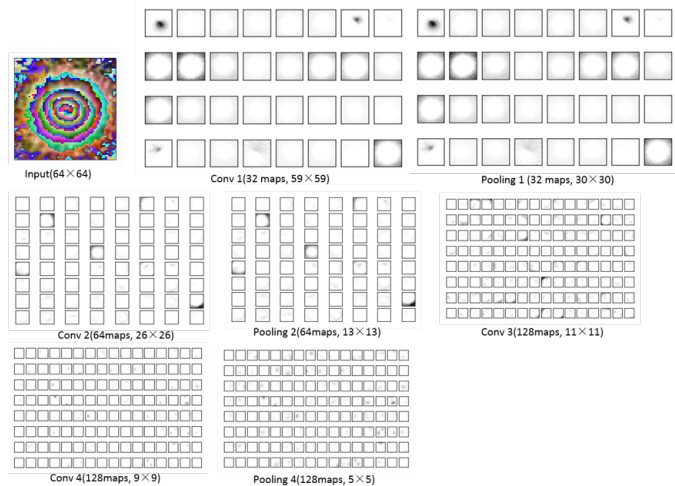 Input(64×64)
Conv 1(32 maps, 59×59)
Pooling 1 (32 maps, 30×30)
Conv 2(64maps, 26×26)
Pooling 2(64maps, 13×13)
Conv 3(128maps, 11×11)
Conv 4(128maps, 9×9)
Pooling 4(128maps, 5×5)